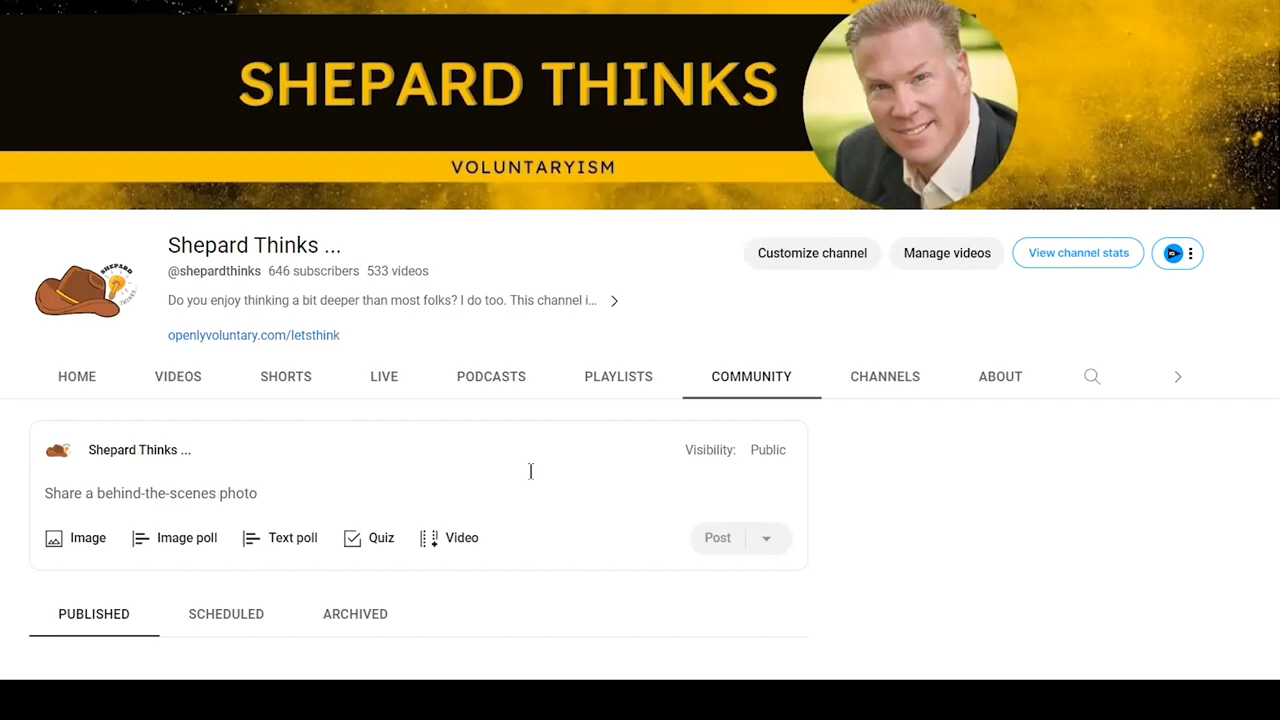 SHEPARD THINKS
VOLUNTARYISM
Shepard Thinks ...
@shepardthinks 646 subscribers 533 videos
Do you enjoy thinking a bit deeper than most folks? I do too. This channel i...
openlyvoluntary.com/letsthink
Customize channel Manage videos View channel stats
SHEPARD
HOME VIDEOS SHORTS LIVE PODCASTS PLAYLISTS COMMUNITY CHANNELS ABOUT
Shepard Thinks ... Visibility: Public
Share a behind-the-scenes photo
Image Image poll Text poll Quiz Video Post
PUBLISHED SCHEDULED ARCHIVED